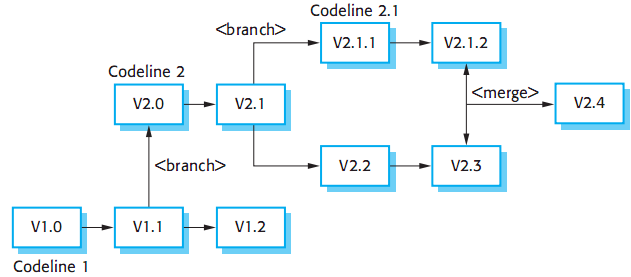 Codeline 2.1
<branch>
V2.1.1
V2.1.2
Codeline 2
V2.0
V2.1
<merge>
V2.4
<branch>
V2.2
V2.3
V1.0
V1.1
V1.2
Codeline 1